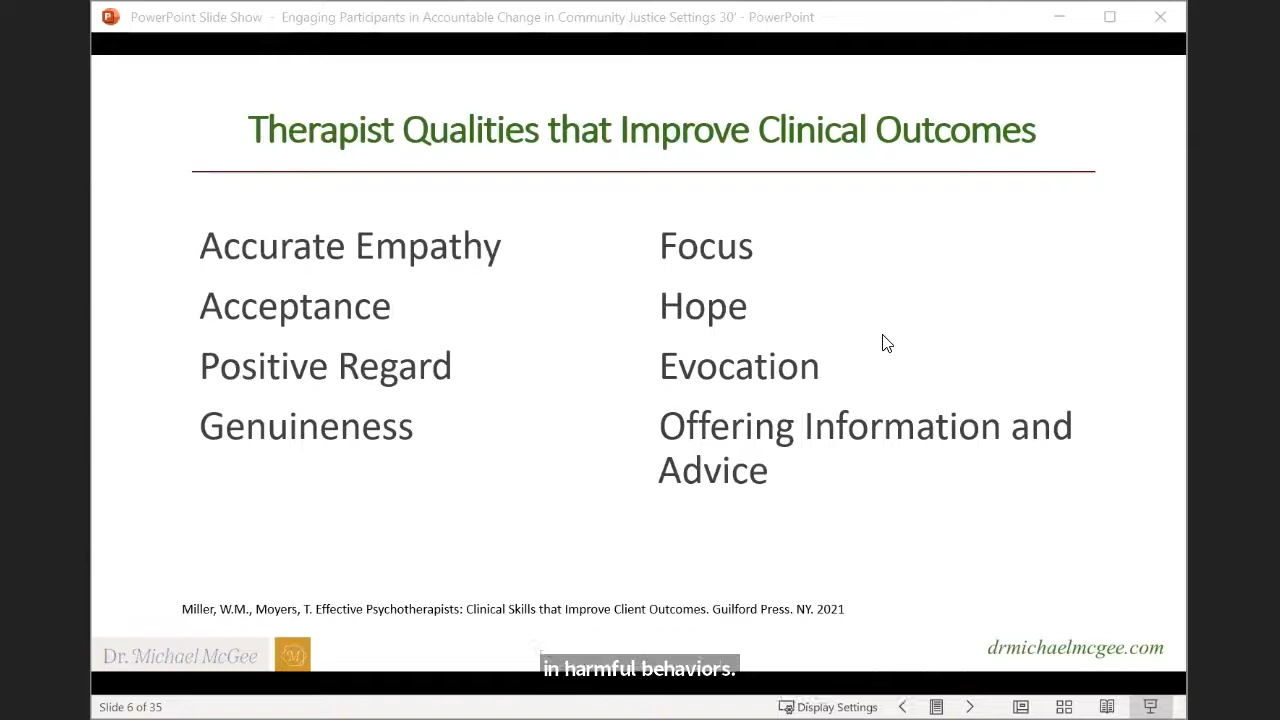 PowerPoint Slide Show - Engaging Participants in Accountable Change in Community Justice Settings 30' - PowerPoint
Therapist Qualities that Improve Clinical Outcomes
Accurate Empathy
Acceptance
Positive Regard
Genuineness
Focus
Hope
Evocation
Offering Information and
Advice
Miller, W.M., Moyers, T. Effective Psychotherapists: Clinical Skills that Improve Client Outcomes. Guilford Press. NY. 2021
Dr. Michael McGee
M
drmichaelmcgee.com
in harmful behaviors.
Slide 6 of 35
Display Settings